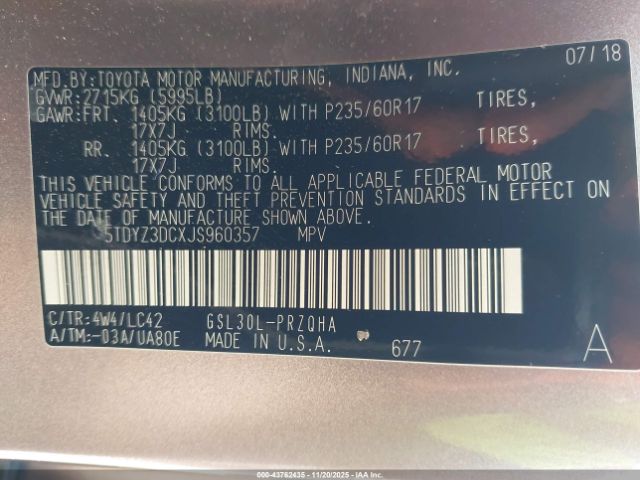 07/18
MFD.BY:TOYOTA MOTOR MANUFACTURING, INDIANA, INC.
GVWR:2715KG (5995LB)
GAWR:FRT. 1405KG (3100LB) WITH P235/60R17 TIRES,
17X7J RIMS.
RR. 1405KG (3100LB) WITH P235/60R17 TIRES,
17X7J RIMS.
THIS VEHICLE CONFORMS TO ALL APPLICABLE FEDERAL MOTOR
VEHICLE SAFETY AND THEFT PREVENTION STANDARDS IN EFFECT ON
THE DATE OF MANUFACTURE SHOWN ABOVE.
5TDYZ3DCXJS960357 MPV
C/TR:4W4/LC42 GSL30L-PRZQHA
A/TM:-03A/UA80E MADE IN U.S.A. 677 A
000-43762435 - 11/20/2025 - IAAI, Inc.